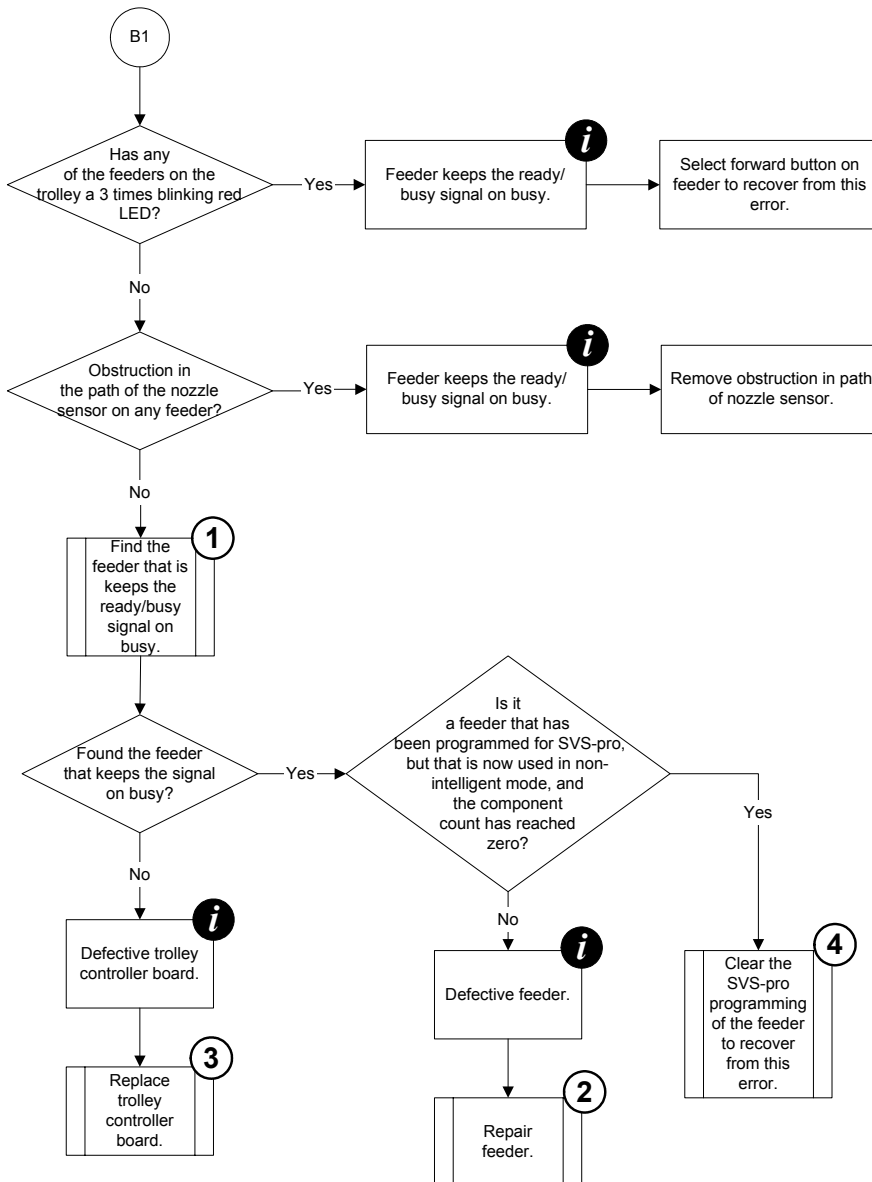 B1
Has any
of the feeders on the
trolley a 3 times blinking red
LED?
Yes
Feeder keeps the ready/
busy signal on busy.
i
Select forward button on
feeder to recover from this
error.
No
Obstruction in
the path of the nozzle
sensor on any feeder?
Yes
Feeder keeps the ready/
busy signal on busy.
i
Remove obstruction in path
of nozzle sensor.
No
1
Find the
feeder that is
keeps the
ready/busy
signal on
busy.
Found the feeder
that keeps the signal
on busy?
Yes
Is it
a feeder that has
been programmed for SVS-pro,
but that is now used in non-
intelligent mode, and
the component
count has reached
zero?
Yes
No
i
Defective trolley
controller board.
3
Replace
trolley
controller
board.
No
i
Defective feeder.
2
Repair
feeder.
4
Clear the
SVS-pro
programming
of the feeder
to recover
from this
error.